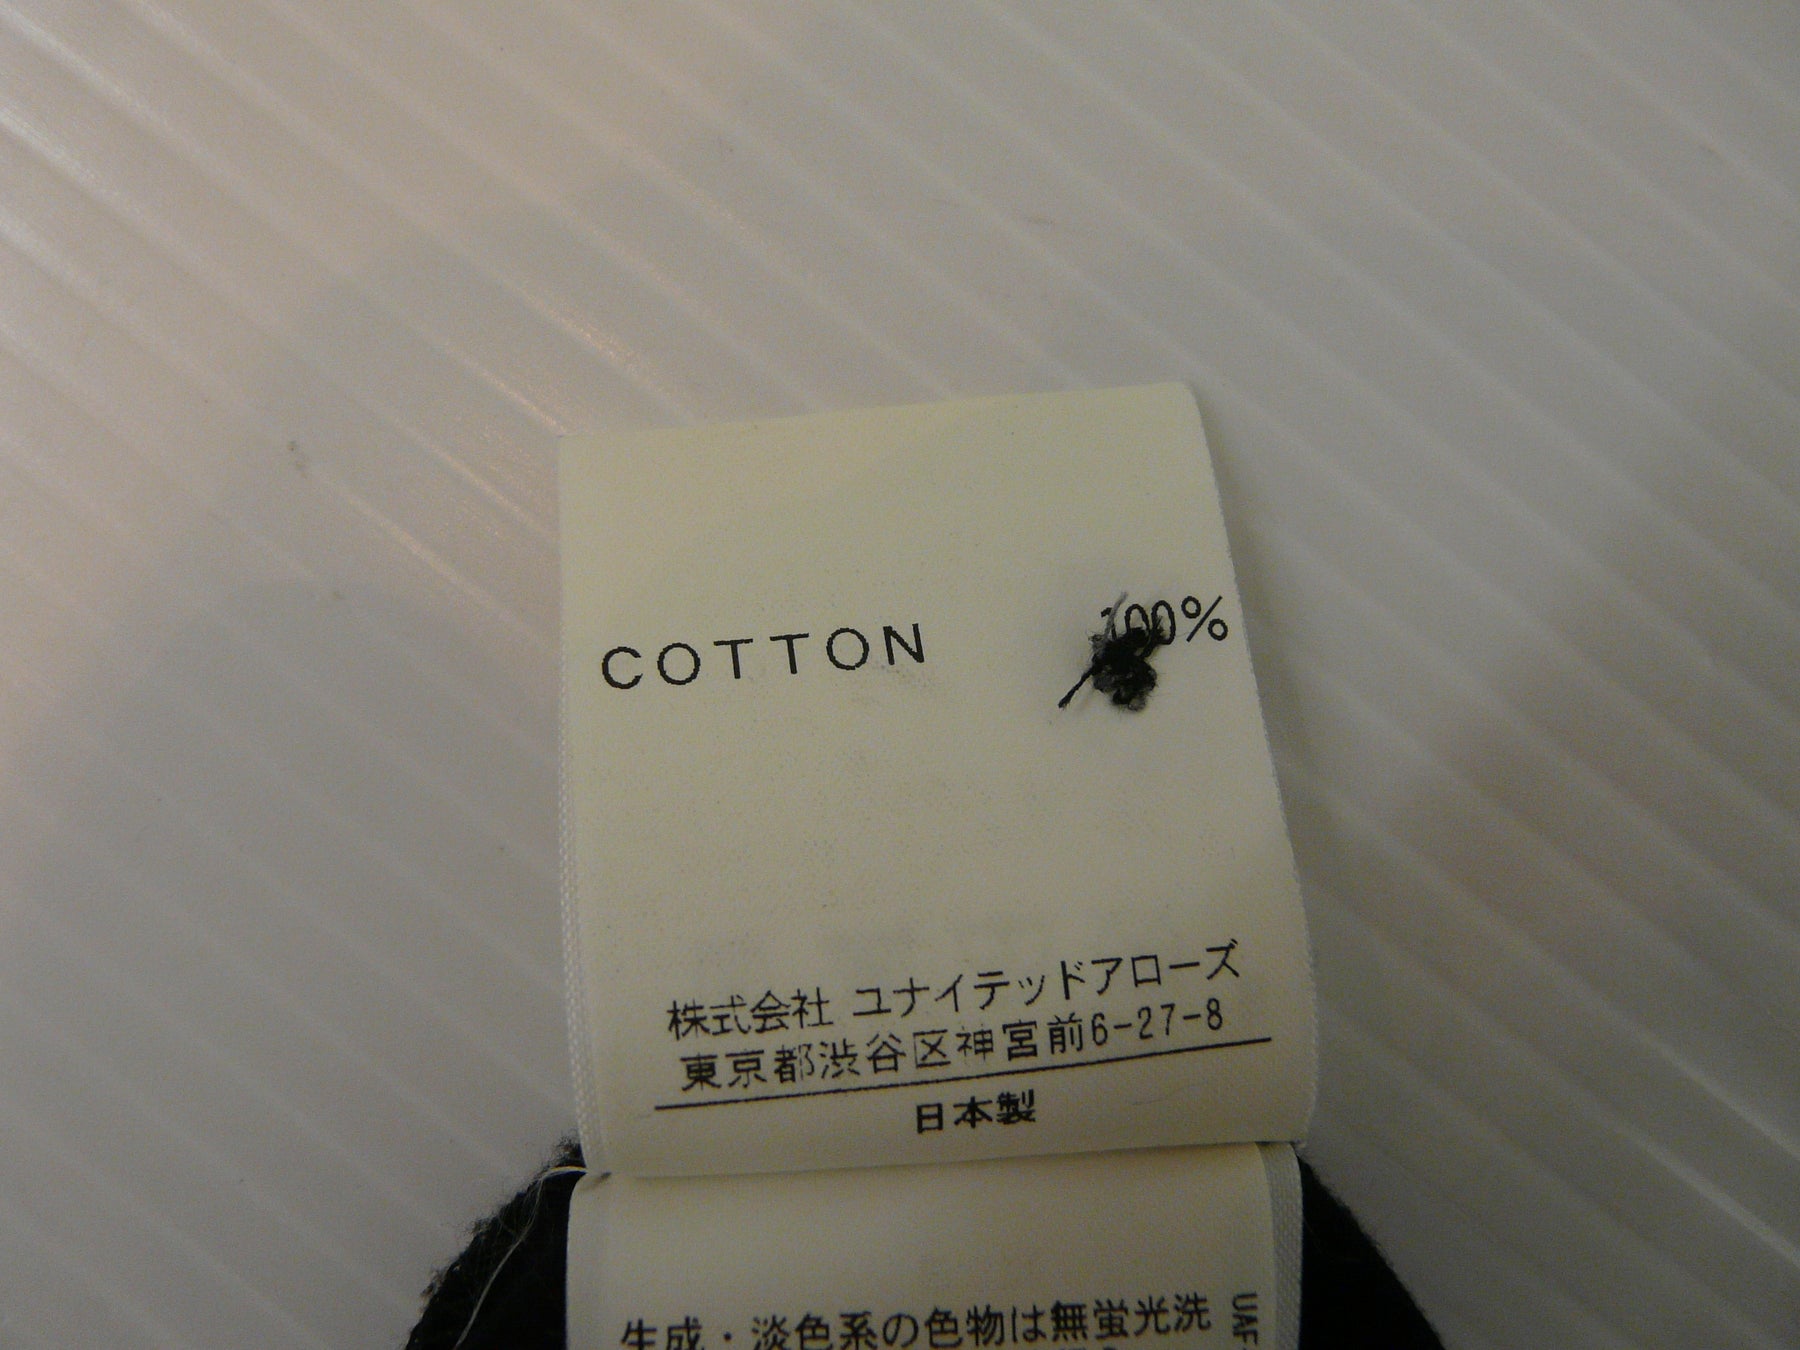 COTTON 100%
株式会社 ユナイテッドアローズ
東京都渋谷区神宮前6-27-8
日本製
生成・淡色系の色物は無蛍光洗
UAF